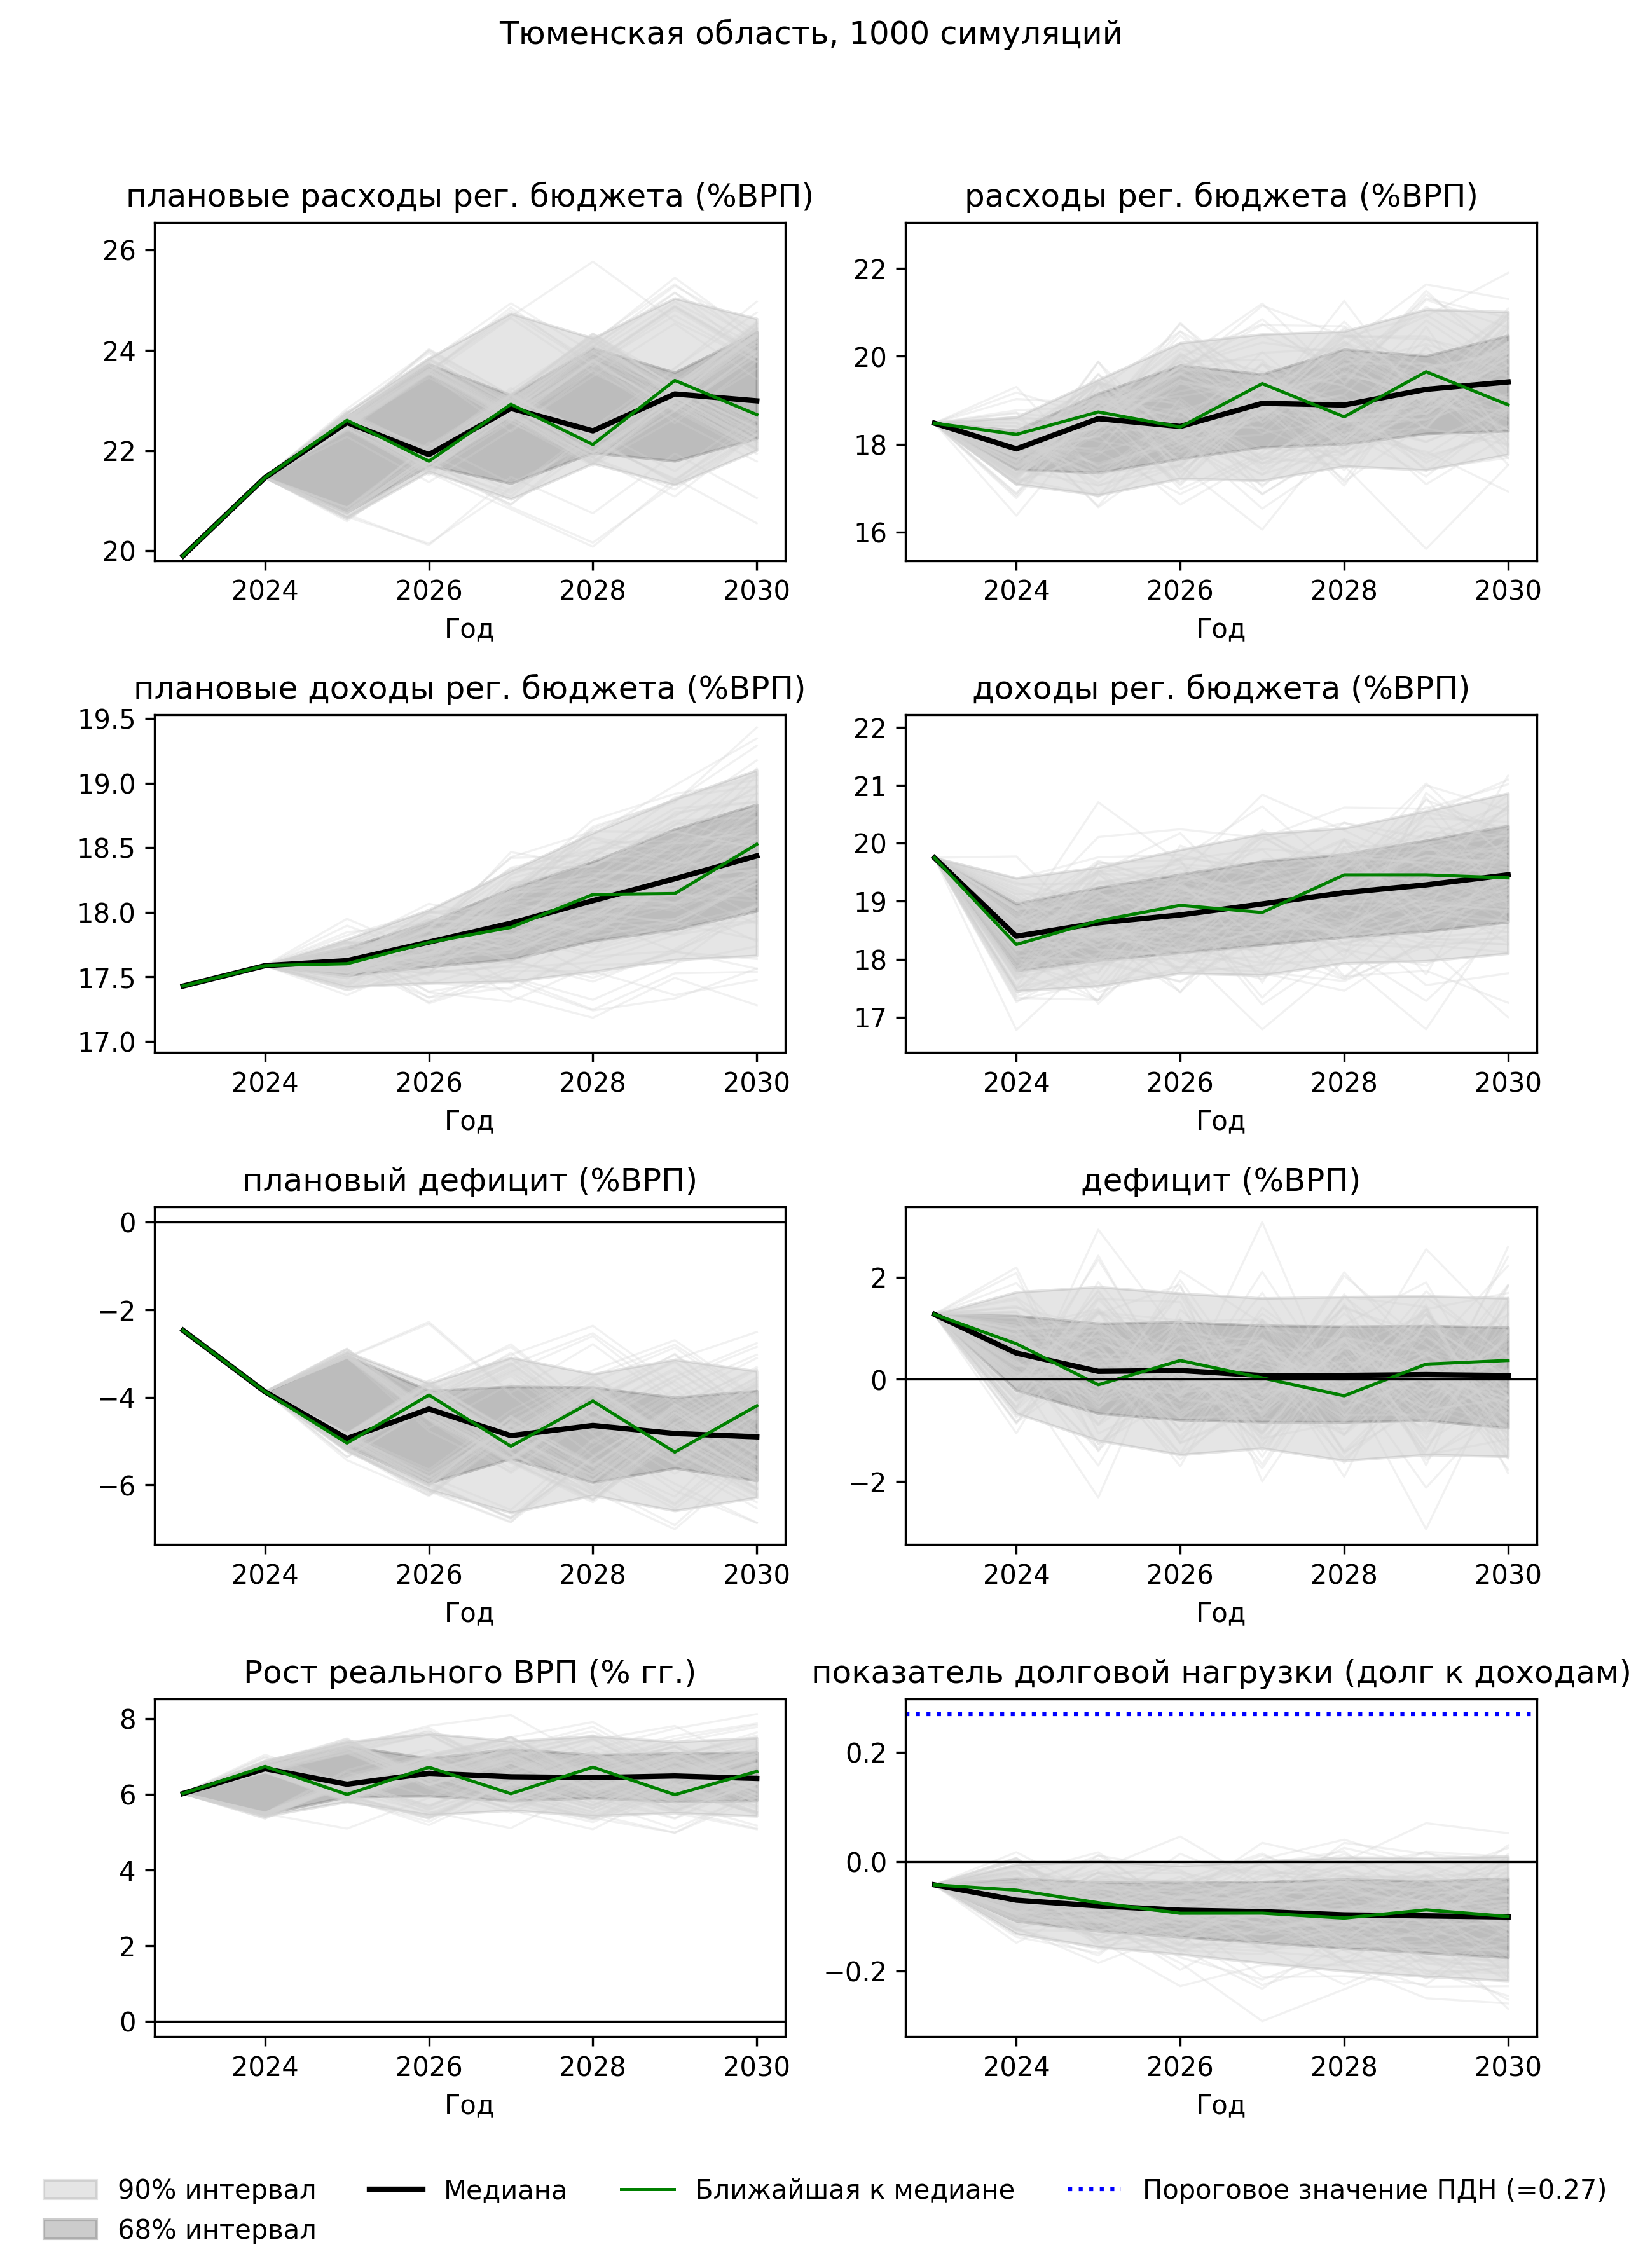 Тюменская область, 1000 симуляций
плановые расходы рег. бюджета (%ВРП)
26
24
22
20
2024 2026 2028 2030
Год
расходы рег. бюджета (%ВРП)
22
20
18
16
2024 2026 2028 2030
Год
плановые доходы рег. бюджета (%ВРП)
19.5
19.0
18.5
18.0
17.5
17.0
2024 2026 2028 2030
Год
доходы рег. бюджета (%ВРП)
22
21
20
19
18
17
2024 2026 2028 2030
Год
плановый дефицит (%ВРП)
0
−2
−4
−6
2024 2026 2028 2030
Год
дефицит (%ВРП)
2
0
−2
2024 2026 2028 2030
Год
Рост реального ВРП (% гг.)
8
6
4
2
0
2024 2026 2028 2030
Год
показатель долговой нагрузки (долг к доходам)
0.2
0.0
−0.2
2024 2026 2028 2030
Год
90% интервал
68% интервал
Медиана
Ближайшая к медиане
Пороговое значение ПДН (=0.27)